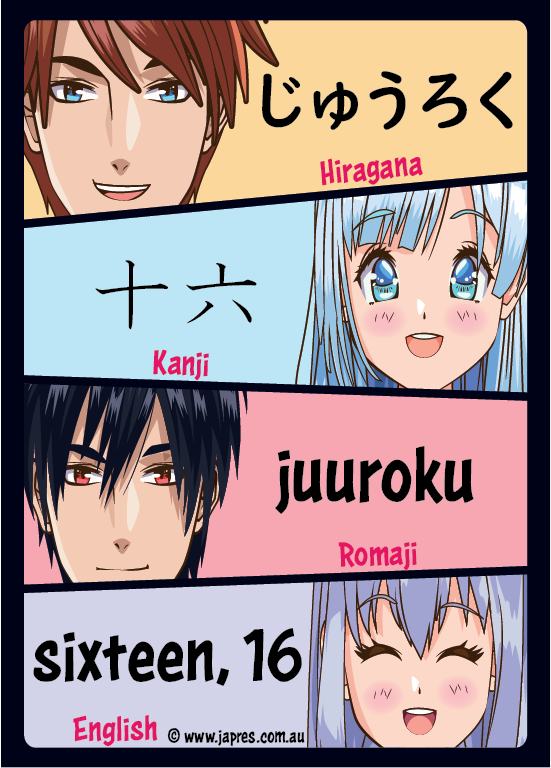 じゅうろく
Hiragana
十六
Kanji
juuroku
Romaji
sixteen, 16
English © www.japres.com.au